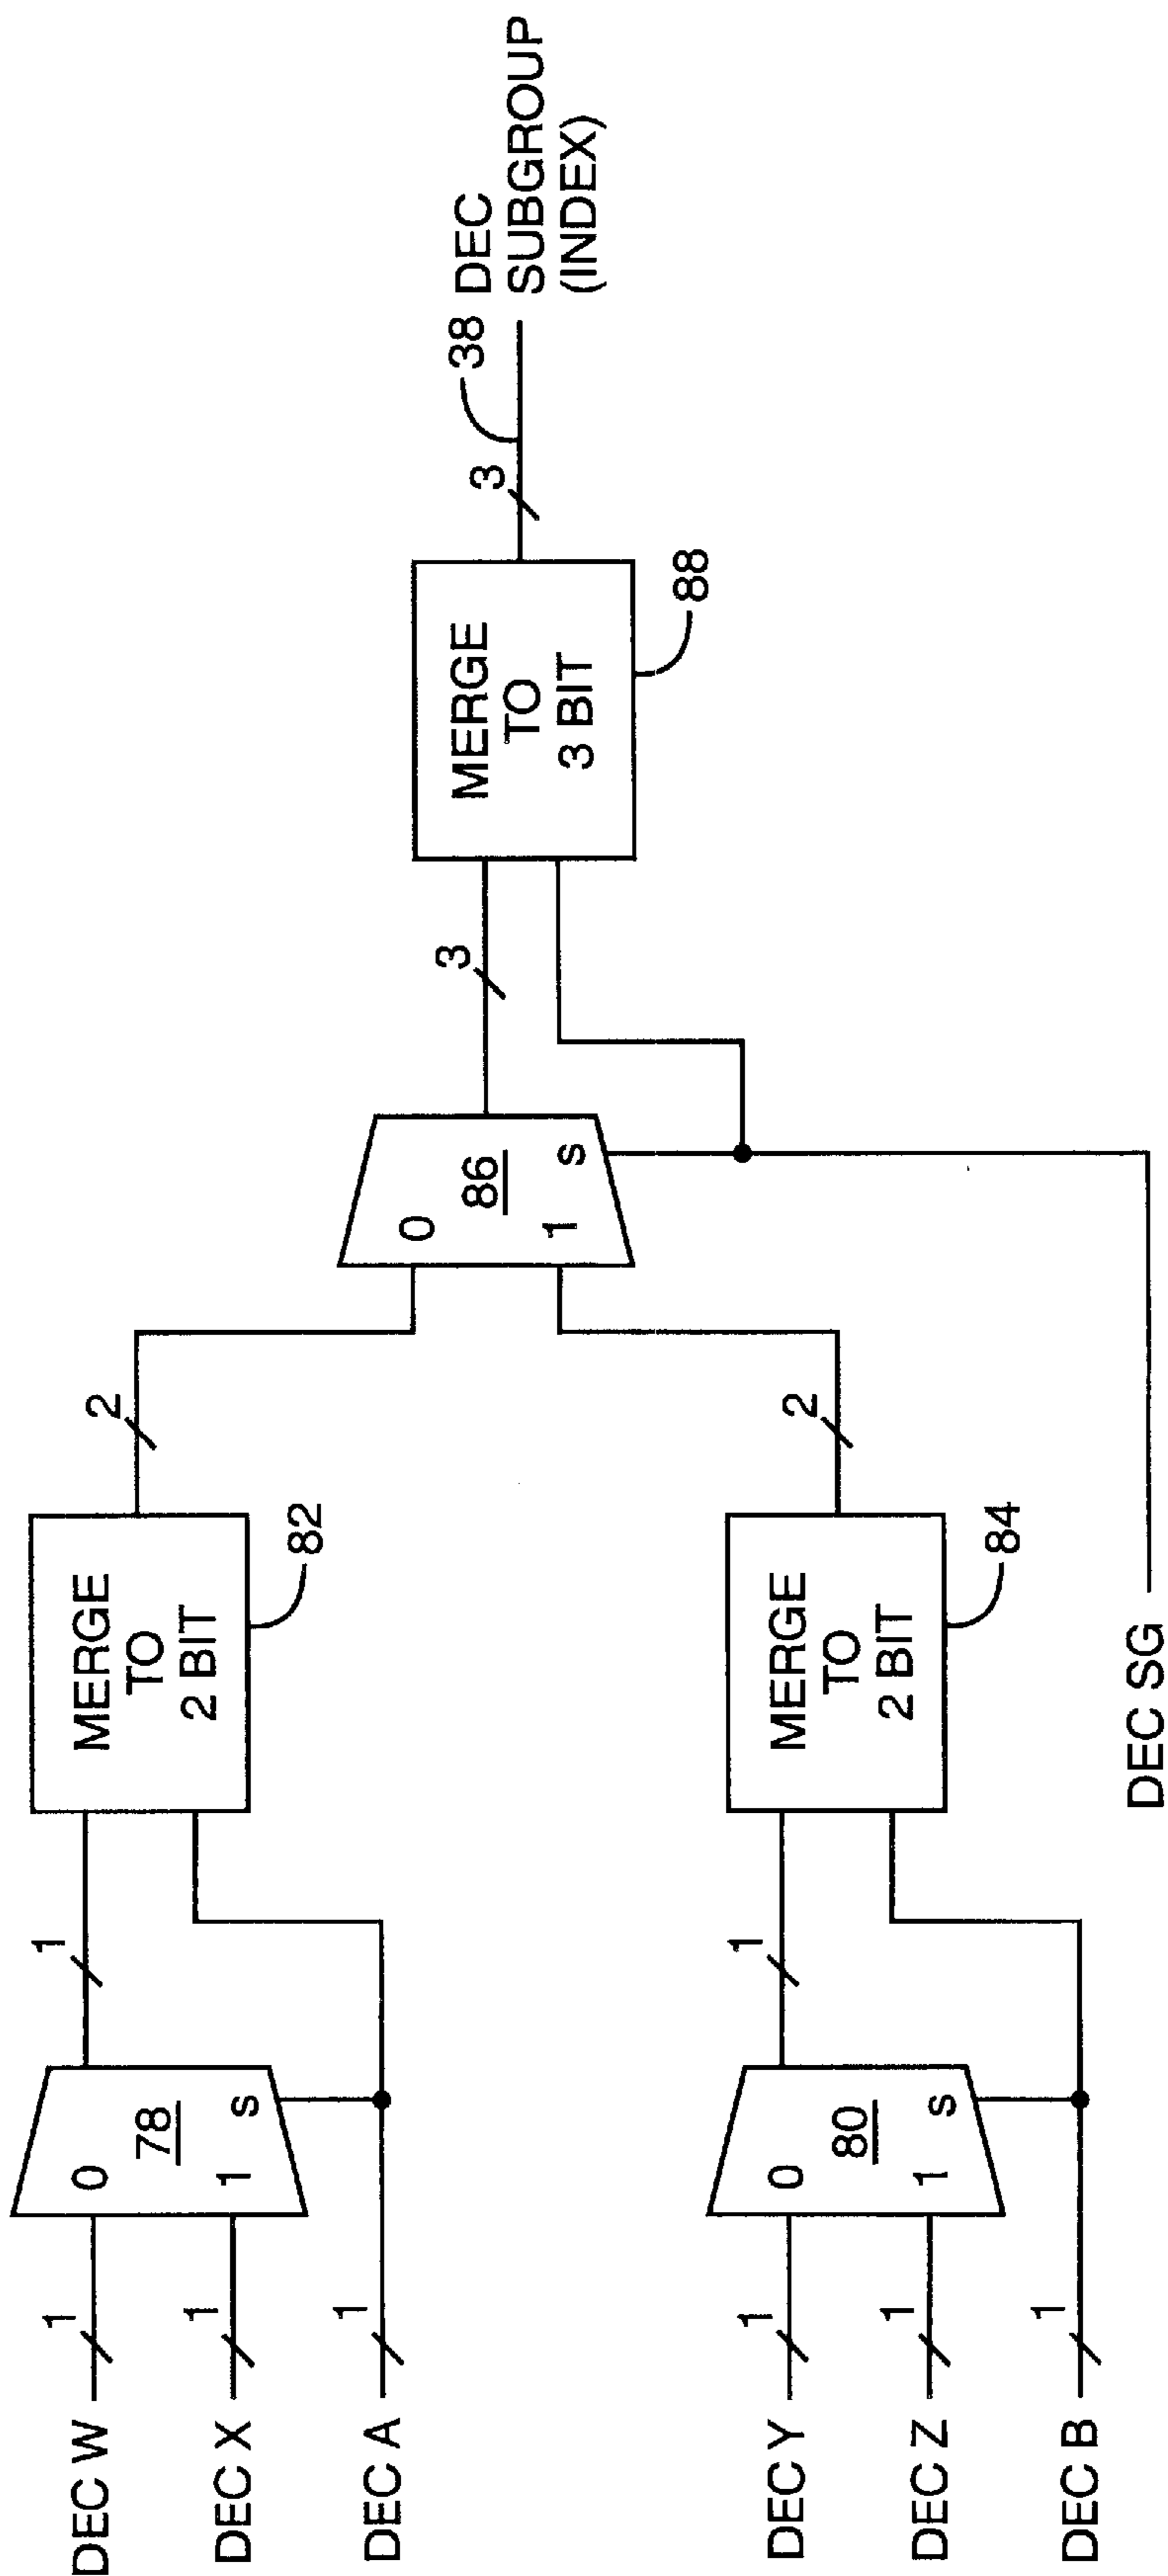 DEC W
1
DEC X
1
DEC A
1
0
1
s
78
1
MERGE
TO
2 BIT
82
2
DEC Y
1
DEC Z
1
DEC B
1
0
1
s
80
1
MERGE
TO
2 BIT
84
2
DEC SG
0
1
s
86
3
MERGE
TO
3 BIT
88
3
38
DEC
SUBGROUP
(INDEX)